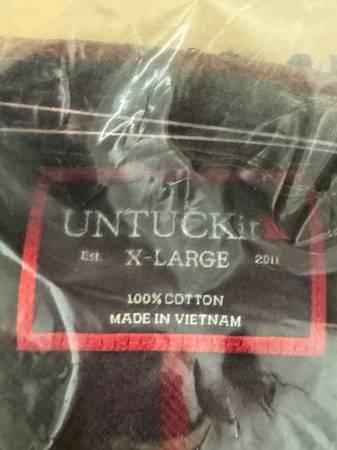 UNTUCKit
Est. X-LARGE 2011
100% COTTON
MADE IN VIETNAM